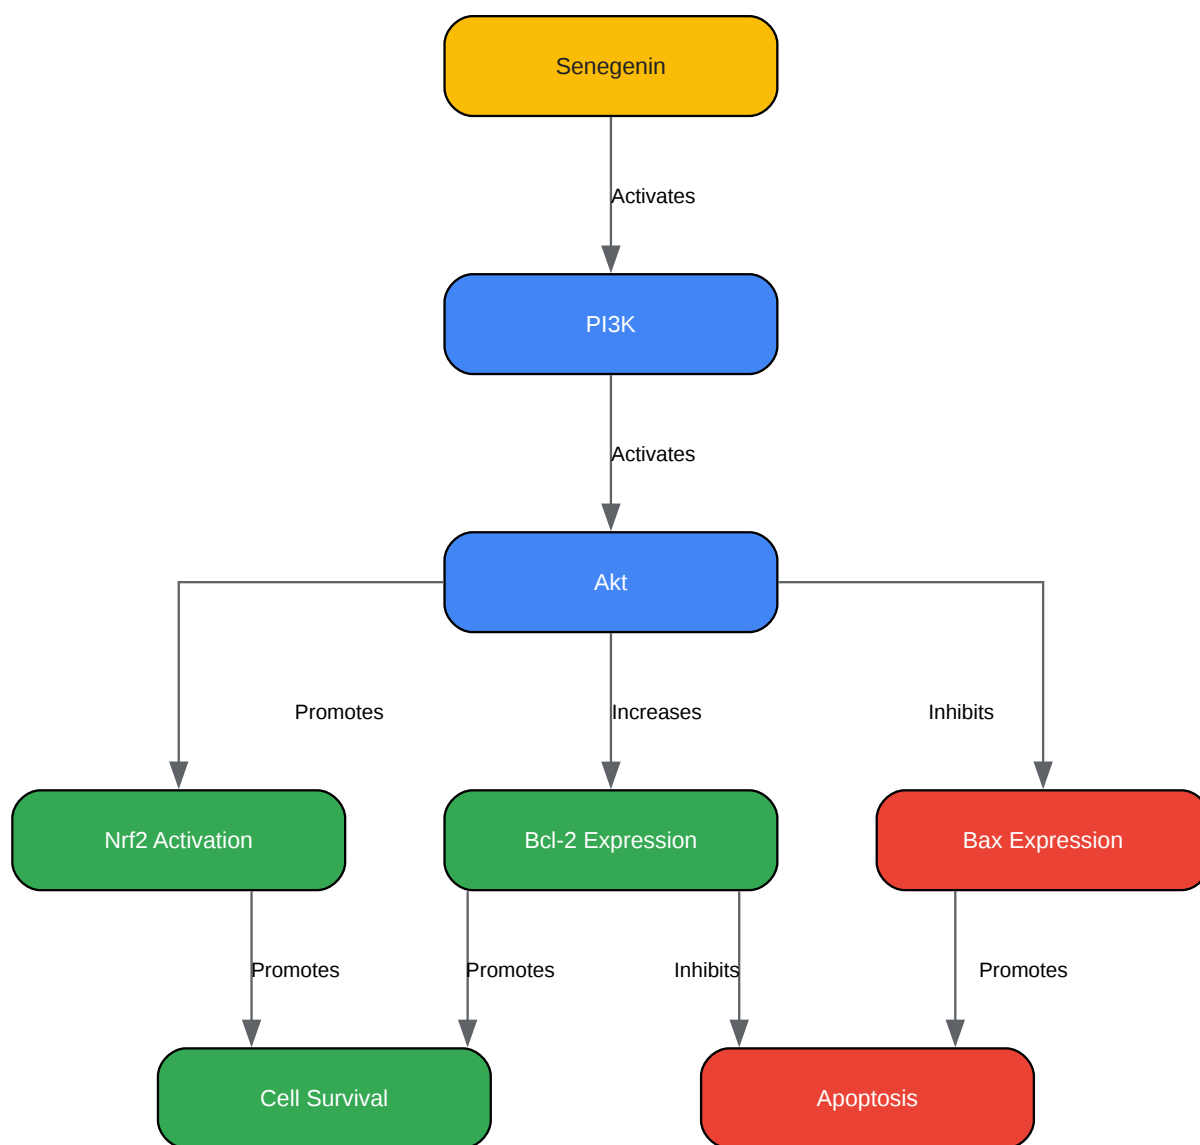 Senegenin
Activates
PI3K
Activates
Akt
Promotes
Increases
Inhibits
Nrf2 Activation
Bcl-2 Expression
Bax Expression
Promotes
Promotes
Inhibits
Promotes
Cell Survival
Apoptosis